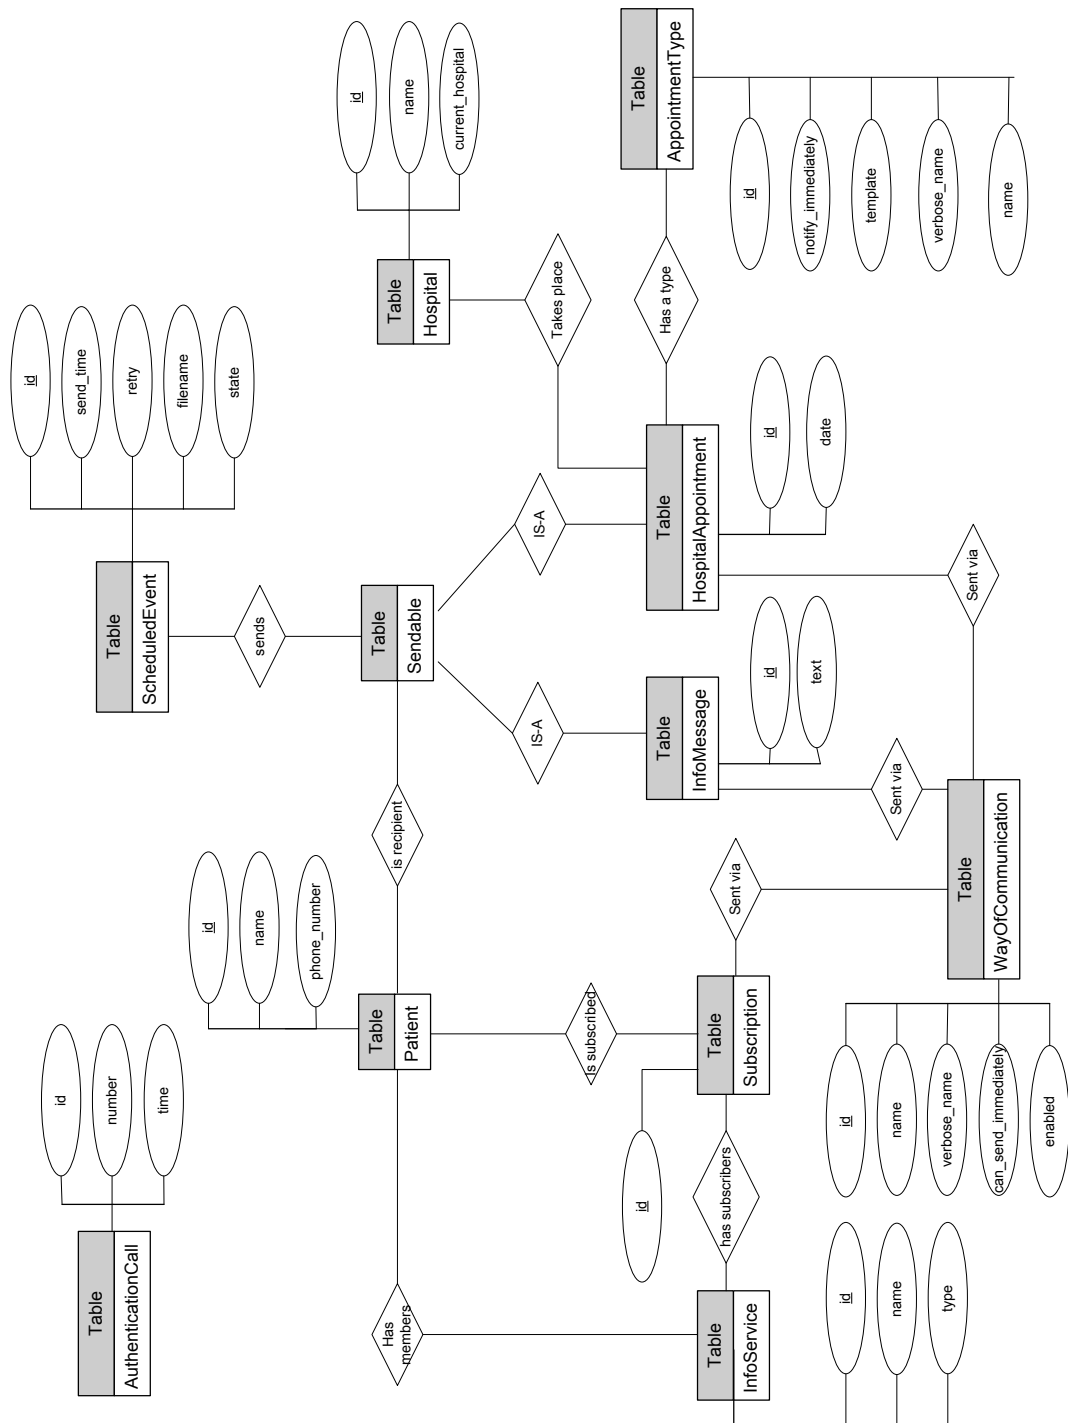 Table
AuthenticationCall
id
number
time
Table
ScheduledEvent
id
send_time
retry
filename
state
sends
id
name
phone_number
Table
Patient
is recipient
Table
Sendable
Table
Hospital
id
name
current_hospital
Has
members
Is subscribed
IS-A
IS-A
Takes place
Table
InfoService
id
name
type
has subscribers
id
Table
Subscription
Sent via
Table
InfoMessage
id
text
Table
HospitalAppointment
id
date
Has a type
Table
AppointmentType
id
notify_immediately
template
verbose_name
name
Sent via
Sent via
Table
WayOfCommunication
id
name
verbose_name
can_send_immediately
enabled